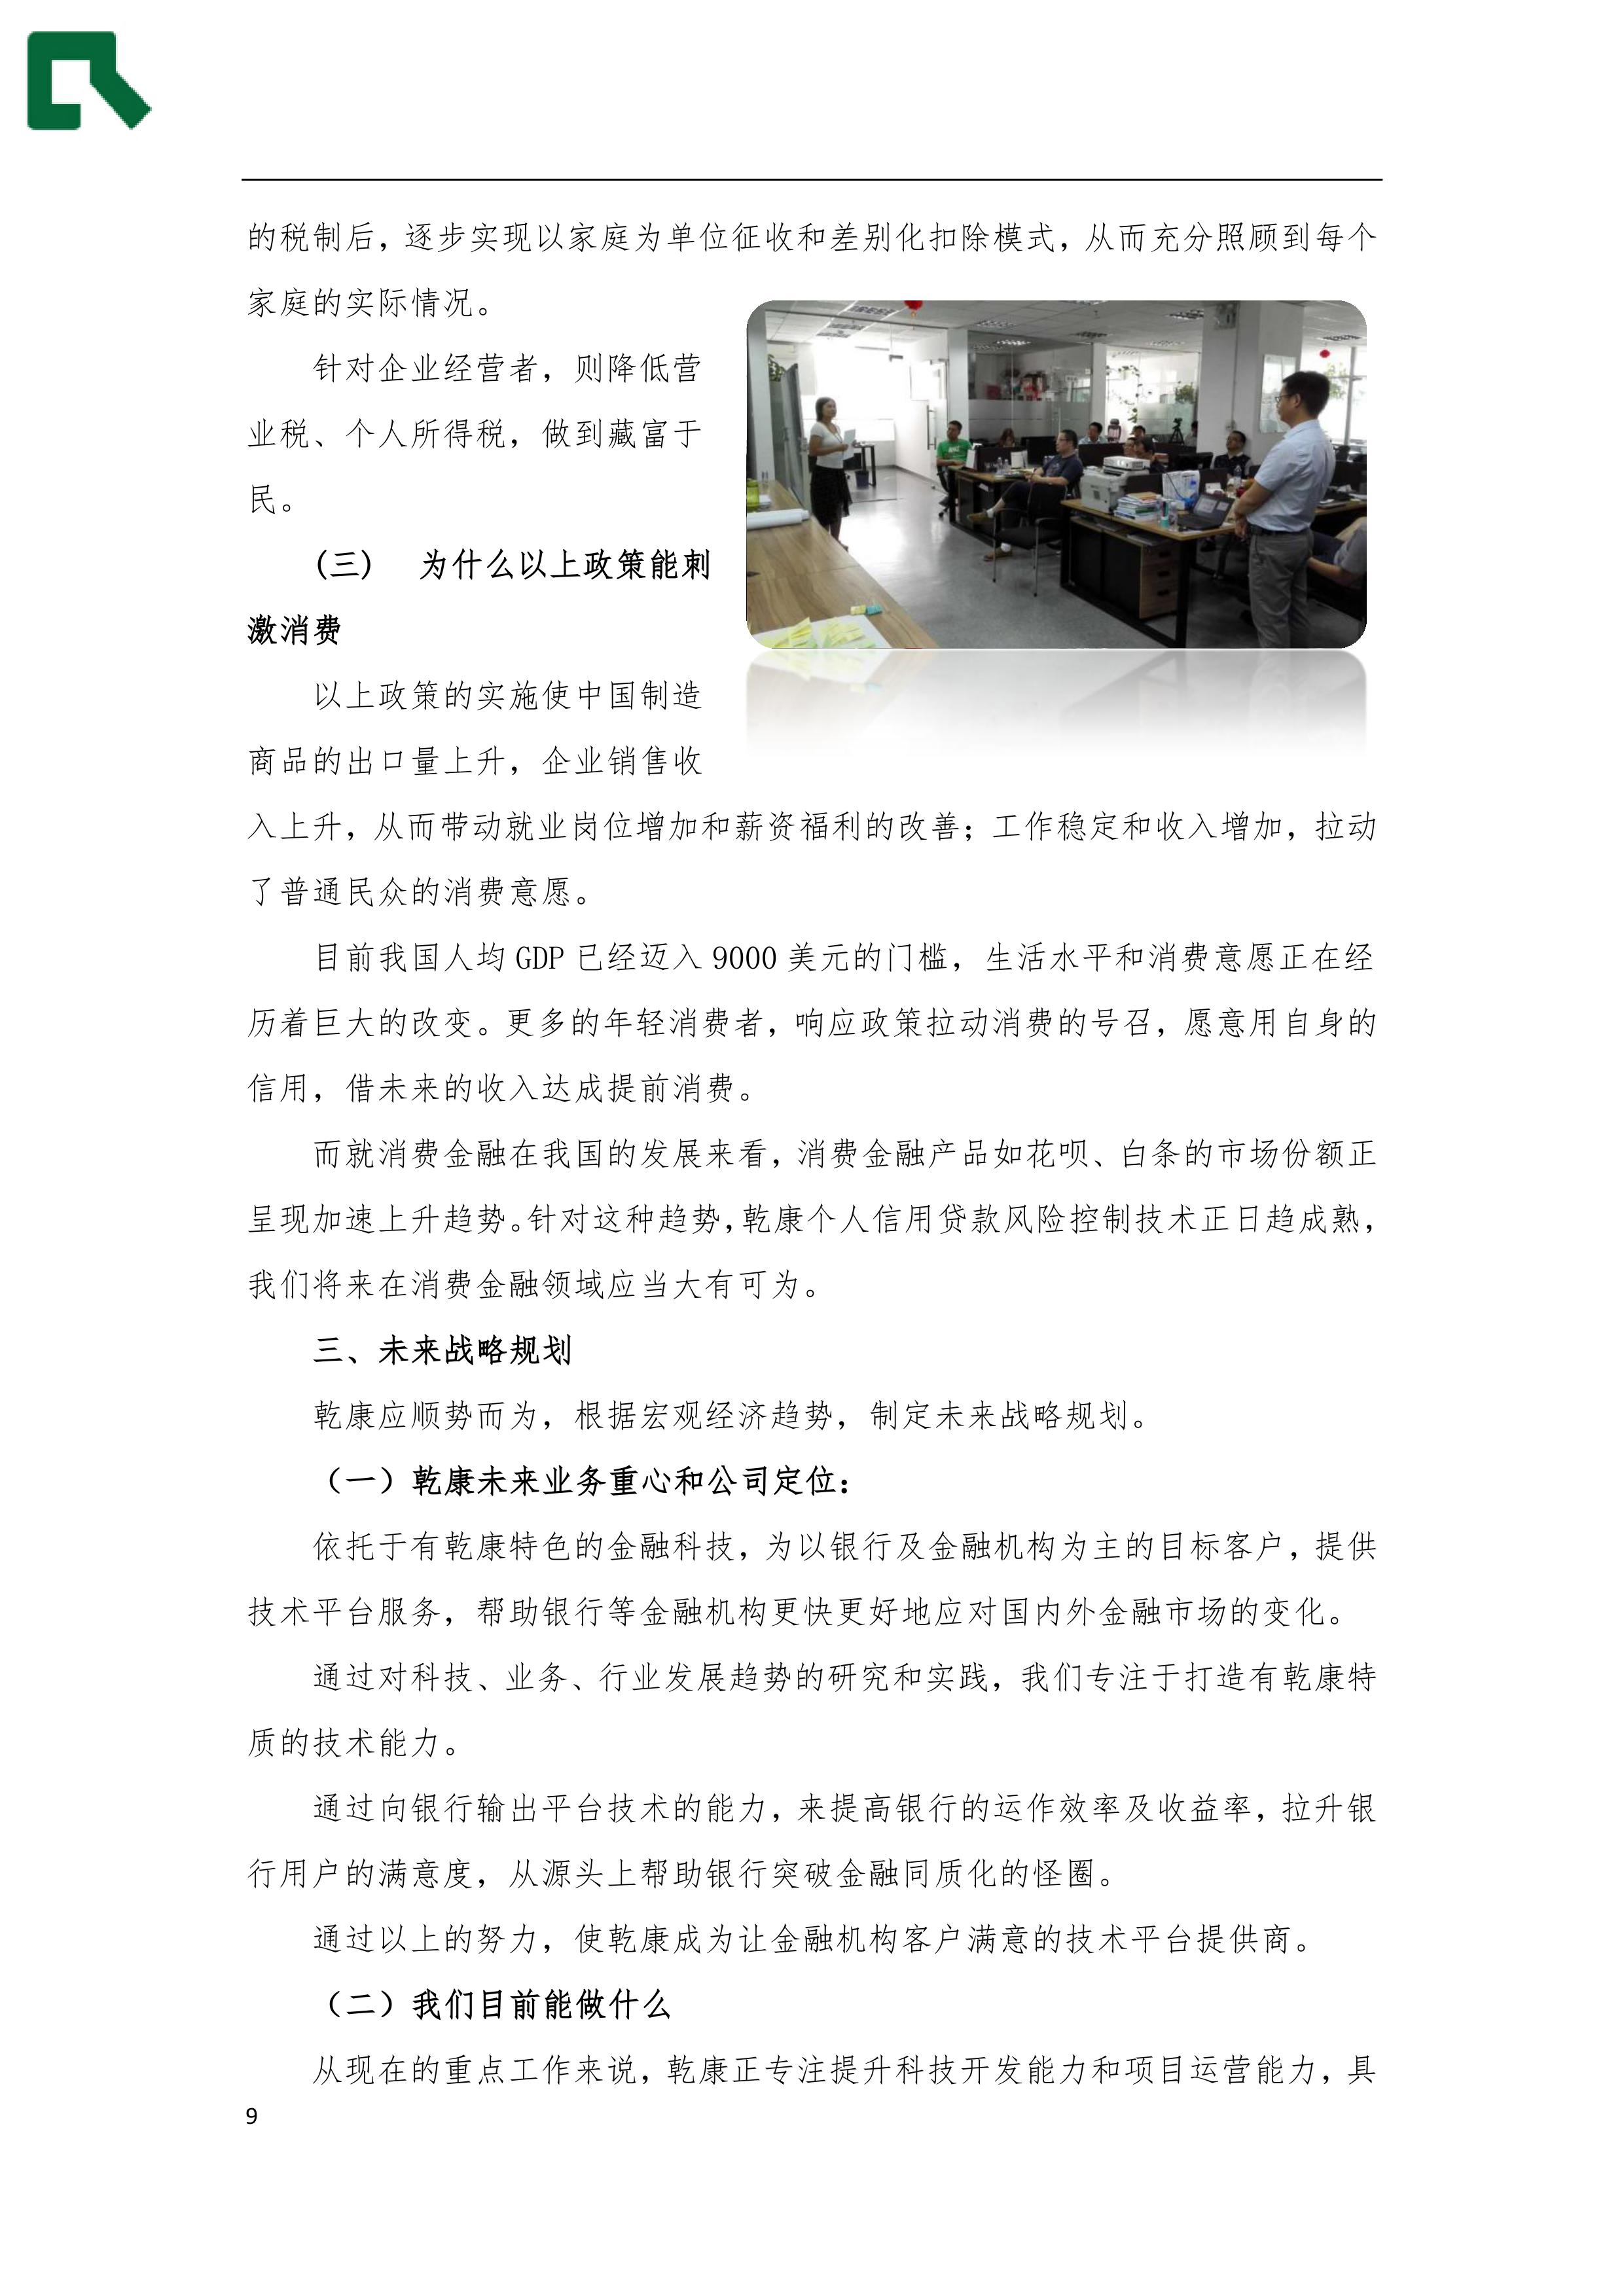 的税制后，逐步实现以家庭为单位征收和差别化扣除模式，从而充分照顾到每个
家庭的实际情况。
针对企业经营者，则降低营
业税、个人所得税，做到藏富于
民。
(三)　为什么以上政策能刺
激消费
以上政策的实施使中国制造
商品的出口量上升，企业销售收
入上升，从而带动就业岗位增加和薪资福利的改善；工作稳定和收入增加，拉动
了普通民众的消费意愿。
目前我国人均 GDP 已经迈入 9000 美元的门槛，生活水平和消费意愿正在经
历着巨大的改变。更多的年轻消费者，响应政策拉动消费的号召，愿意用自身的
信用，借未来的收入达成提前消费。
而就消费金融在我国的发展来看，消费金融产品如花呗、白条的市场份额正
呈现加速上升趋势。针对这种趋势，乾康个人信用贷款风险控制技术正日趋成熟，
我们将来在消费金融领域应当大有可为。
三、未来战略规划
乾康应顺势而为，根据宏观经济趋势，制定未来战略规划。
（一）乾康未来业务重心和公司定位：
依托于有乾康特色的金融科技，为以银行及金融机构为主的目标客户，提供
技术平台服务，帮助银行等金融机构更快更好地应对国内外金融市场的变化。
通过对科技、业务、行业发展趋势的研究和实践，我们专注于打造有乾康特
质的技术能力。
通过向银行输出平台技术的能力，来提高银行的运作效率及收益率，拉升银
行用户的满意度，从源头上帮助银行突破金融同质化的怪圈。
通过以上的努力，使乾康成为让金融机构客户满意的技术平台提供商。
（二）我们目前能做什么
从现在的重点工作来说，乾康正专注提升科技开发能力和项目运营能力，具
9